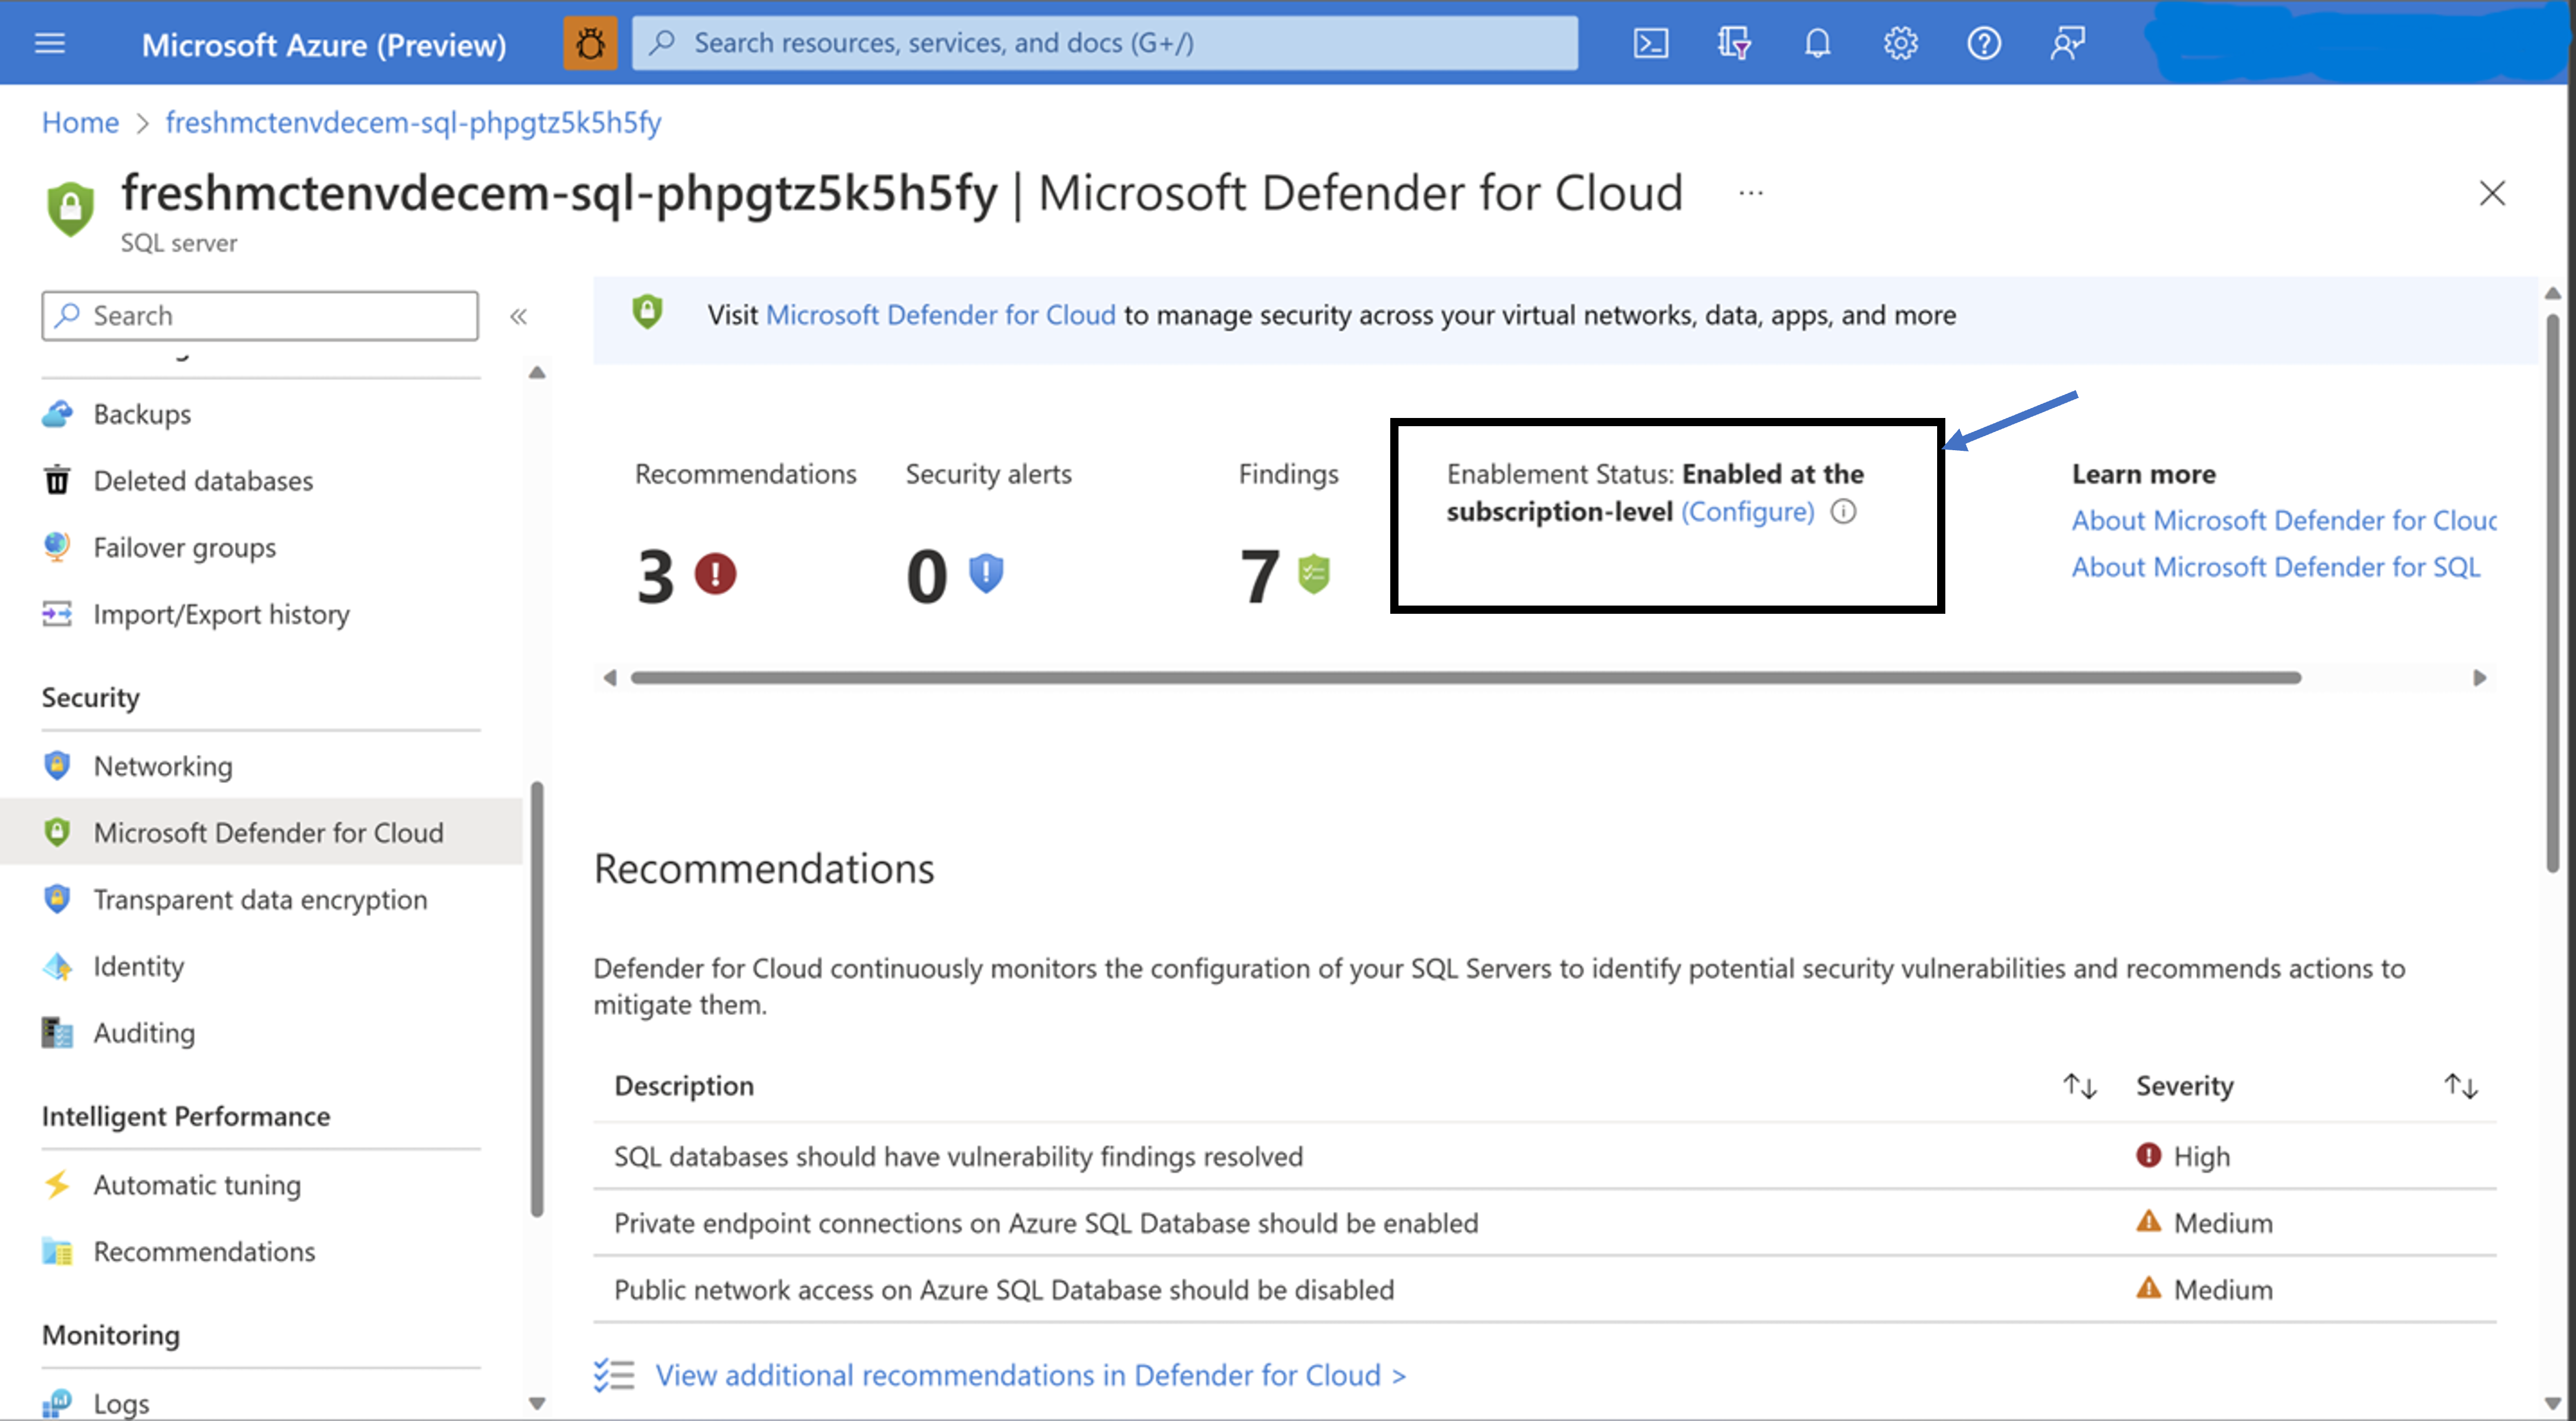 Microsoft Azure (Preview)
Search resources, services, and docs (G+/)
Home > freshmctenvdecem-sql-phpgtz5k5h5fy
freshmctenvdecem-sql-phpgtz5k5h5fy | Microsoft Defender for Cloud ...
SQL server
Search
Backups
Deleted databases
Failover groups
Import/Export history
Security
Networking
Microsoft Defender for Cloud
Transparent data encryption
Identity
Auditing
Intelligent Performance
Automatic tuning
Recommendations
Monitoring
Logs
Visit Microsoft Defender for Cloud to manage security across your virtual networks, data, apps, and more
Recommendations
3
Security alerts
0
Findings
7
Enablement Status: Enabled at the
subscription-level (Configure)
Learn more
About Microsoft Defender for Clou
About Microsoft Defender for SQL
Recommendations
Defender for Cloud continuously monitors the configuration of your SQL Servers to identify potential security vulnerabilities and recommends actions to
mitigate them.
Description Severity
SQL databases should have vulnerability findings resolved High
Private endpoint connections on Azure SQL Database should be enabled Medium
Public network access on Azure SQL Database should be disabled Medium
View additional recommendations in Defender for Cloud >